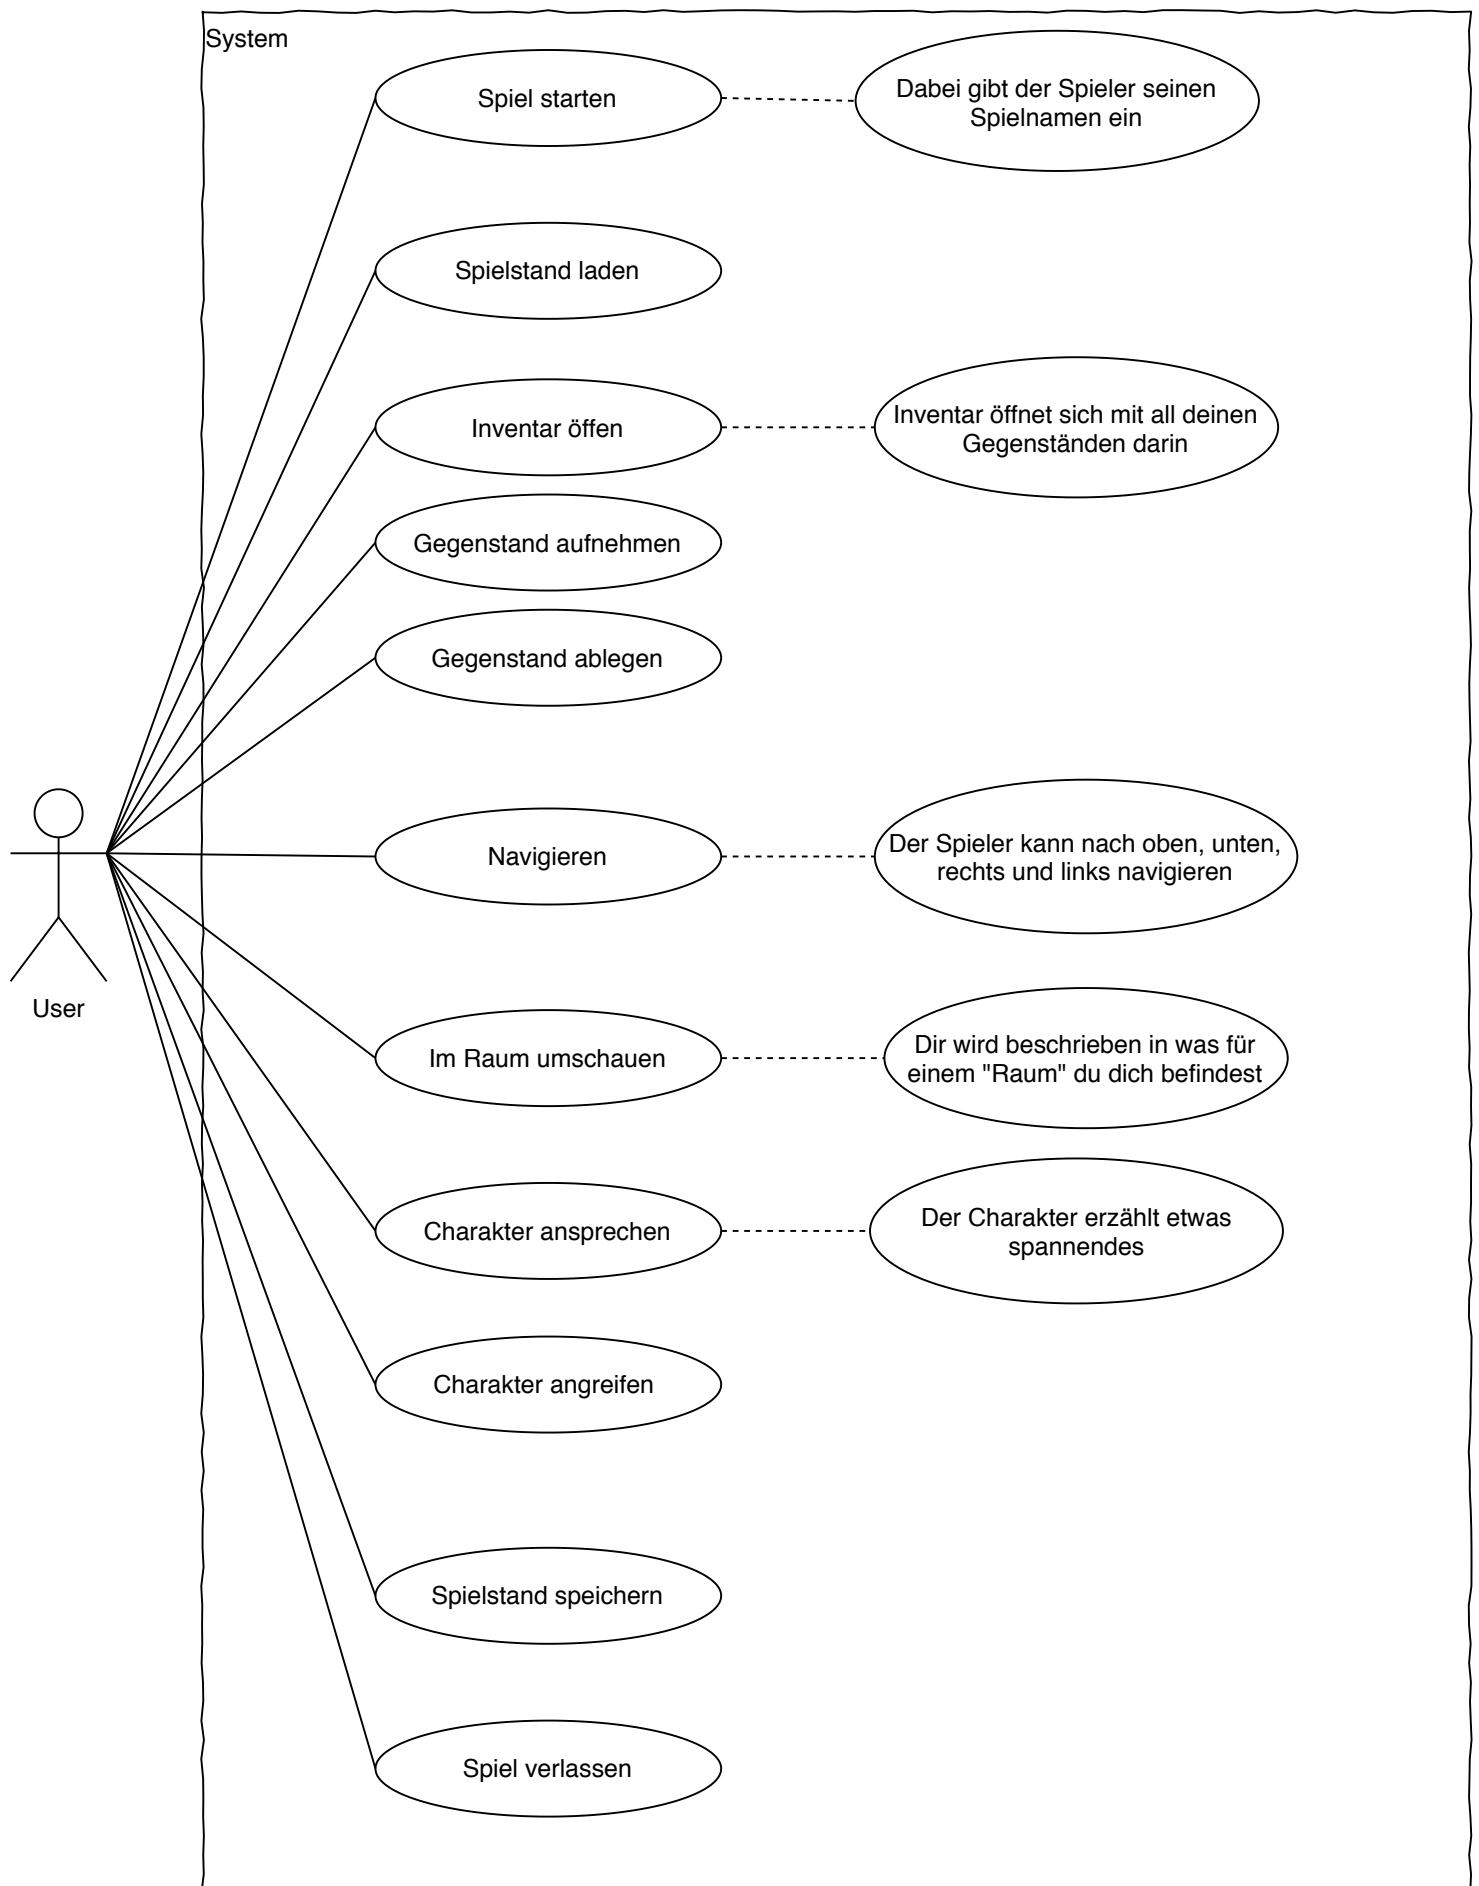 System
Spiel starten
Dabei gibt der Spieler seinen
Spielnamen ein
Spielstand laden
Inventar öffen
Inventar öffnet sich mit all deinen
Gegenständen darin
Gegenstand aufnehmen
Gegenstand ablegen
Navigieren
Der Spieler kann nach oben, unten,
rechts und links navigieren
User
Im Raum umschauen
Dir wird beschrieben in was für
einem "Raum" du dich befindest
Charakter ansprechen
Der Charakter erzählt etwas
spannendes
Charakter angreifen
Spielstand speichern
Spiel verlassen